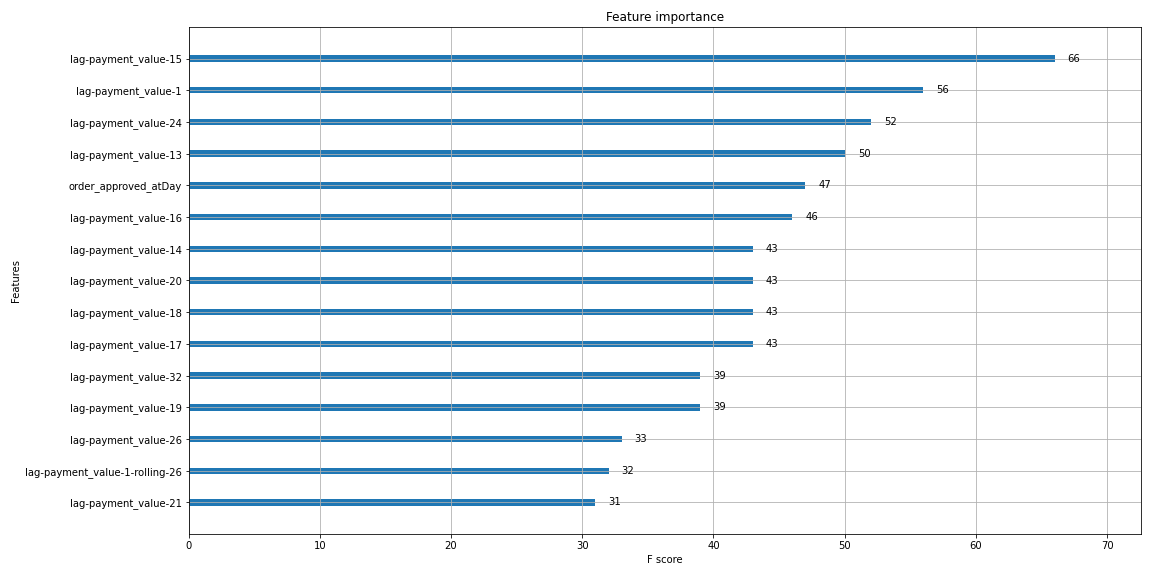 Feature importance
Features
lag-payment_value-15 66
lag-payment_value-1 56
lag-payment_value-24 52
lag-payment_value-13 50
order_approved_atDay 47
lag-payment_value-16 46
lag-payment_value-14 43
lag-payment_value-20 43
lag-payment_value-18 43
lag-payment_value-17 43
lag-payment_value-32 39
lag-payment_value-19 39
lag-payment_value-26 33
lag-payment_value-1-rolling-26 32
lag-payment_value-21 31
0 10 20 30 40 50 60 70
F score